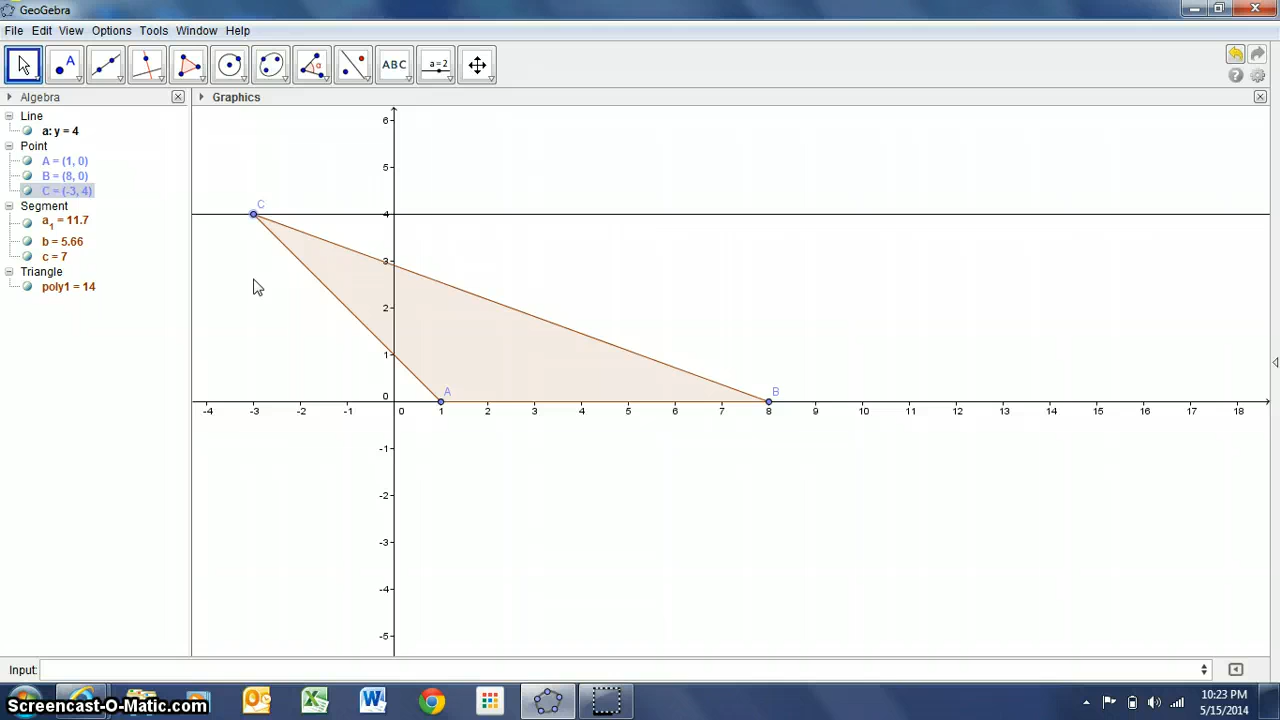 GeoGebra
File Edit View Options Tools Window Help
A ABC a = 2
Algebra Graphics
Line
a: y = 4
Point
A = (1, 0)
B = (8, 0)
C = (-3, 4)
Segment
a1 = 11.7
b = 5.66
c = 7
Triangle
poly1 = 14
6
5
C
4
3
2
1
A B
0
-4 -3 -2 -1 0 1 2 3 4 5 6 7 8 9 10 11 12 13 14 15 16 17 18
-1
-2
-3
-4
-5
Input:
10:23 PM
5/15/2014
Screencast-O-Matic.com